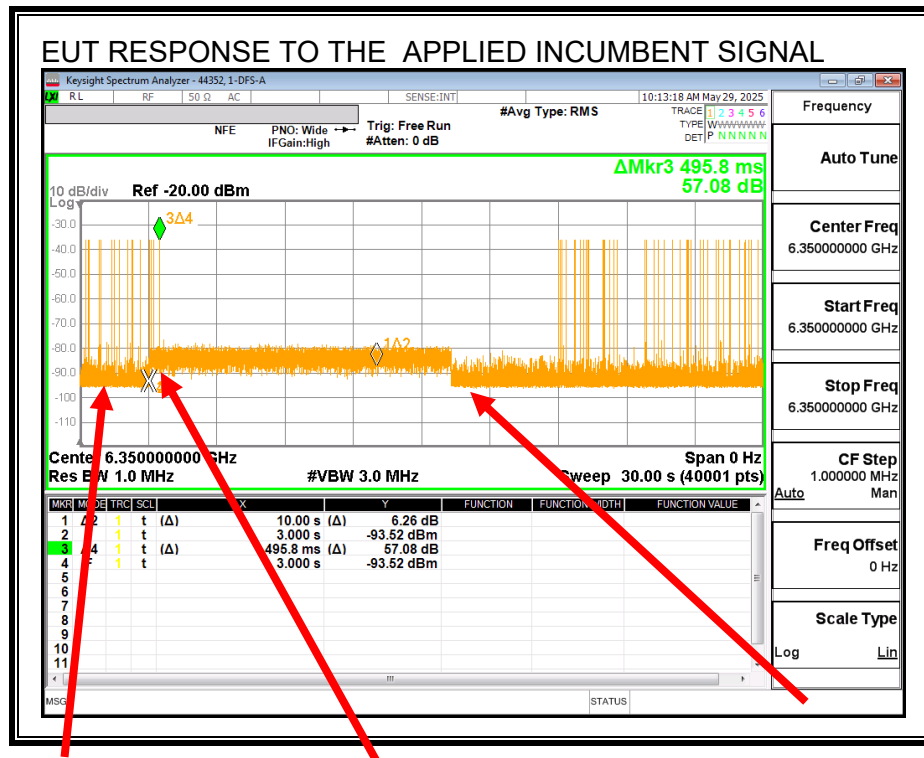 EUT RESPONSE TO THE APPLIED INCUMBENT SIGNAL
Keysight Spectrum Analyzer - 44352, 1-DFS-A
LXI RL RF 50 Ω AC SENSE:INT 10:13:18 AM May 29, 2025
Frequency
NFE
PNO: Wide
IFGain:High
Trig: Free Run
#Atten: 0 dB
#Avg Type: RMS
TRACE 1 2 3 4 5 6
TYPE WWWWWW
DET P N N N N N
Auto Tune
ΔMkr3 495.8 ms
57.08 dB
10 dB/div Ref -20.00 dBm
Log
-30.0
-40.0
-50.0
-60.0
-70.0
-80.0
-90.0
-100
-110
3Δ4
1Δ2
Center 6.350000000 GHz
Res BW 1.0 MHz
#VBW 3.0 MHz
Span 0 Hz
Sweep 30.00 s (40001 pts)
Center Freq
6.350000000 GHz
Start Freq
6.350000000 GHz
Stop Freq
6.350000000 GHz
CF Step
1.000000 MHz
Auto Man
Freq Offset
0 Hz
Scale Type
Log Lin
MKR MODE TRC SCL X Y FUNCTION FUNCTION WIDTH FUNCTION VALUE
1 Δ2 1 t (Δ) 10.00 s (Δ) 6.26 dB
2 1 t 3.000 s -93.52 dBm
3 Δ4 1 t (Δ) 495.8 ms (Δ) 57.08 dB
4 F 1 t 3.000 s -93.52 dBm
5
6
7
8
9
10
11
MSG STATUS